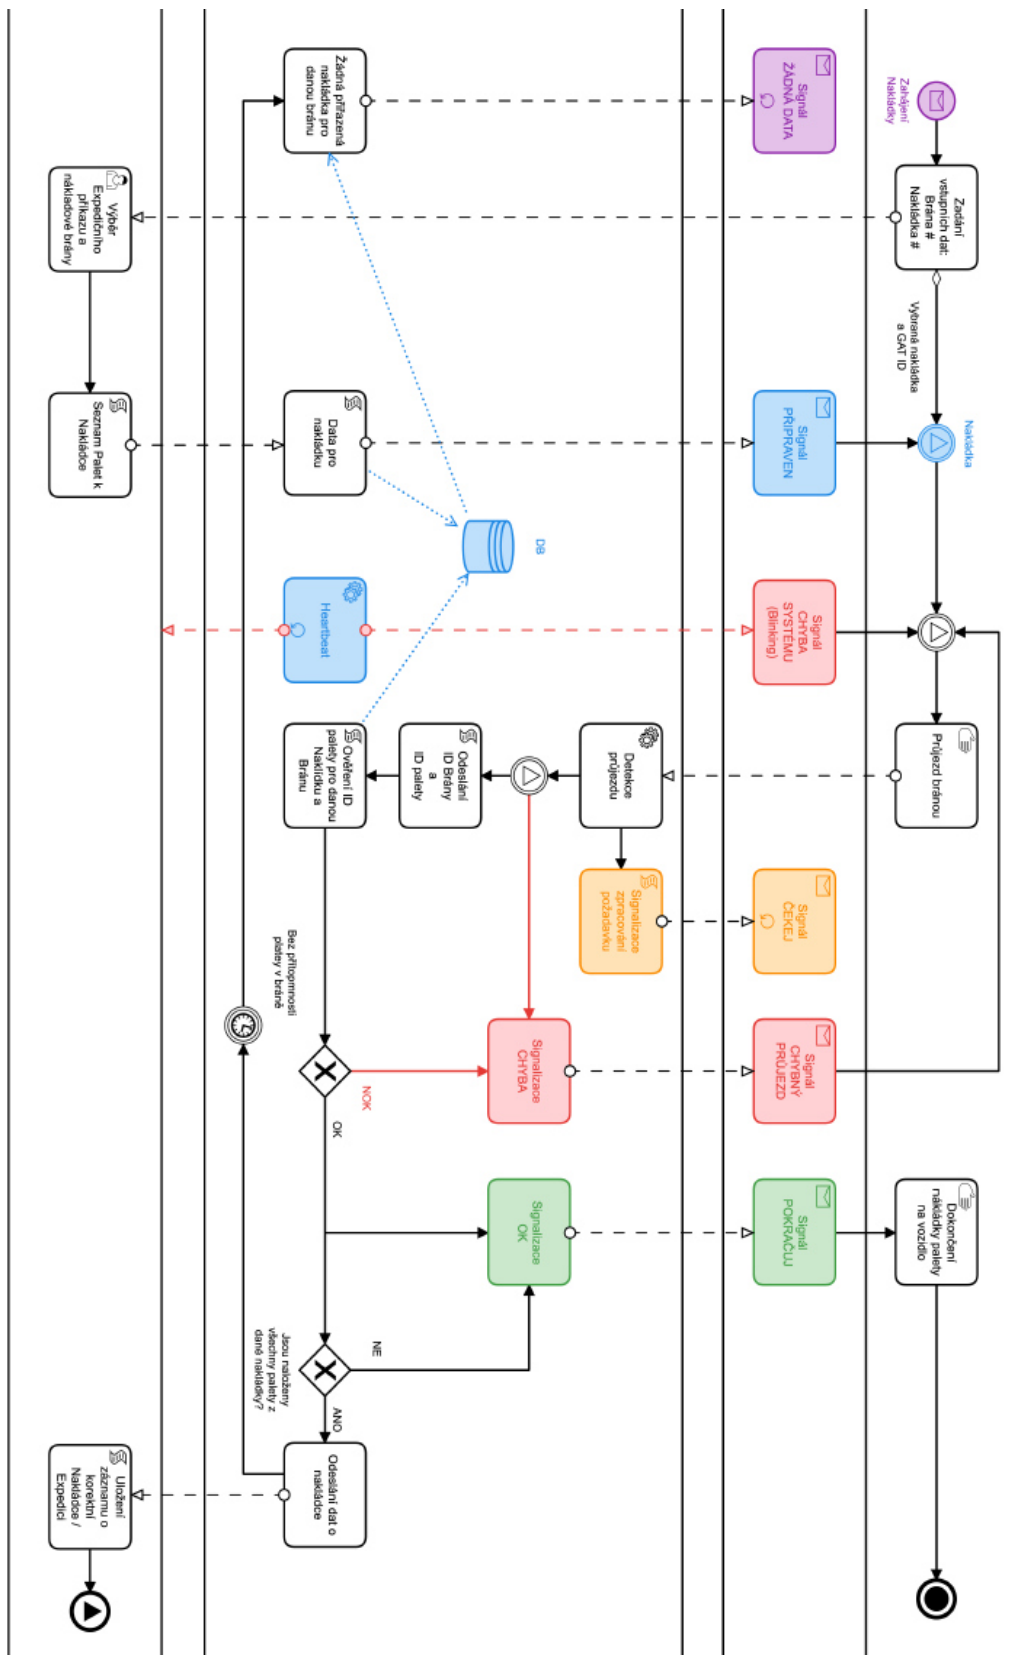 Zahájení
Nakládky
Zadání
vstupních dat:
Brána #
Nakládka #
Vybraná nakládka
a GAT ID
Nakládka
Průjezd bránou
Dokončení
nakládky palety
na vozidlo
Signál
ŽÁDNÁ DATA
Signál
PŘIPRAVEN
Signál
CHYBA
SYSTÉMU
(Blinking)
Signál
ČEKEJ
Signál
CHYBNÝ
PRŮJEZD
Signál
POKRAČUJ
Detekce
průjezdu
Signalizace
zpracování
požadavku
DB
Signalizace
CHYBA
Signalizace
OK
Odeslání
ID Brány
a
ID palety
NOK
NE
Žádná přiřazená
nakládka pro
danou bránu
Data pro
nakládku
Heartbeat
Ověření ID
palety pro danou
Naklídku a
Bránu
OK
ANO
Odeslání dat o
nakládce
Bez přítopmnosti
platey v bráně
Jsou naloženy
všechny palety z
dané nakládky?
Výběr
Expedičního
příkazu a
nákladové brány
Seznam Palet k
Nakládce
Uložení
záznamu o
korektní
Nakládce /
Expedici